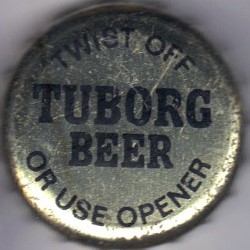 TWIST OFF
TUBORG
BEER
OR USE OPENER